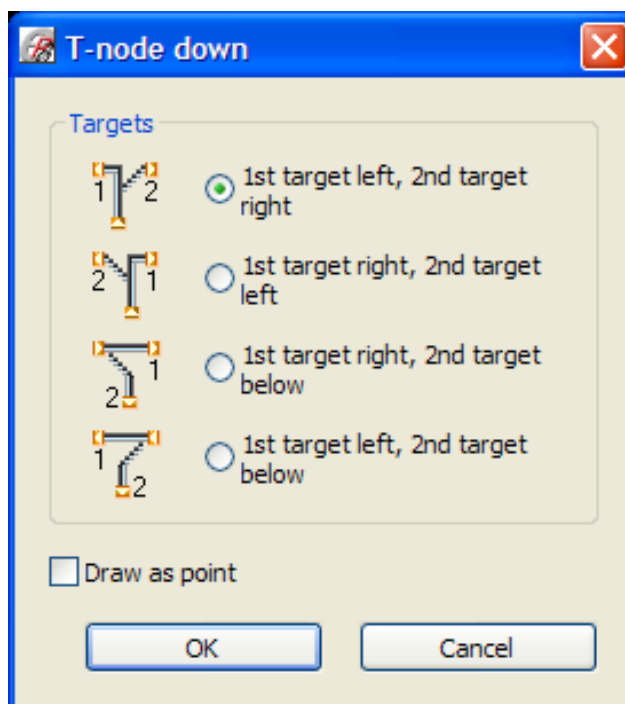 T-node down
Targets
1 2
1st target left, 2nd target
right
2 1
1st target right, 2nd target
left
1
2
1st target right, 2nd target
below
1
2
1st target left, 2nd target
below
Draw as point
OK
Cancel